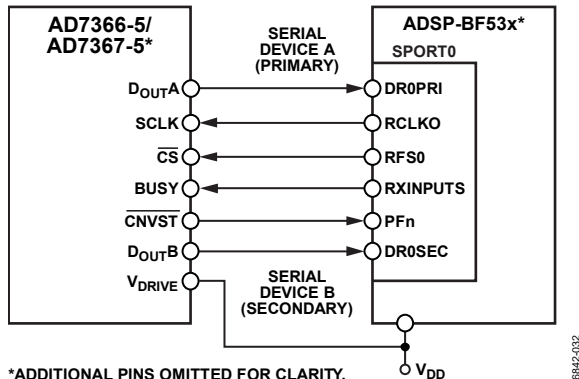 AD7366-5/
AD7367-5*
SERIAL
DEVICE A
(PRIMARY)
ADSP-BF53x*
SPORT0
DOUTA
DR0PRI
SCLK
RCLKO
CS
RFS0
BUSY
RXINPUTS
CNVST
PFn
DOUTB
DR0SEC
VDRIVE
SERIAL
DEVICE B
(SECONDARY)
VDD
*ADDITIONAL PINS OMITTED FOR CLARITY.
6842-032